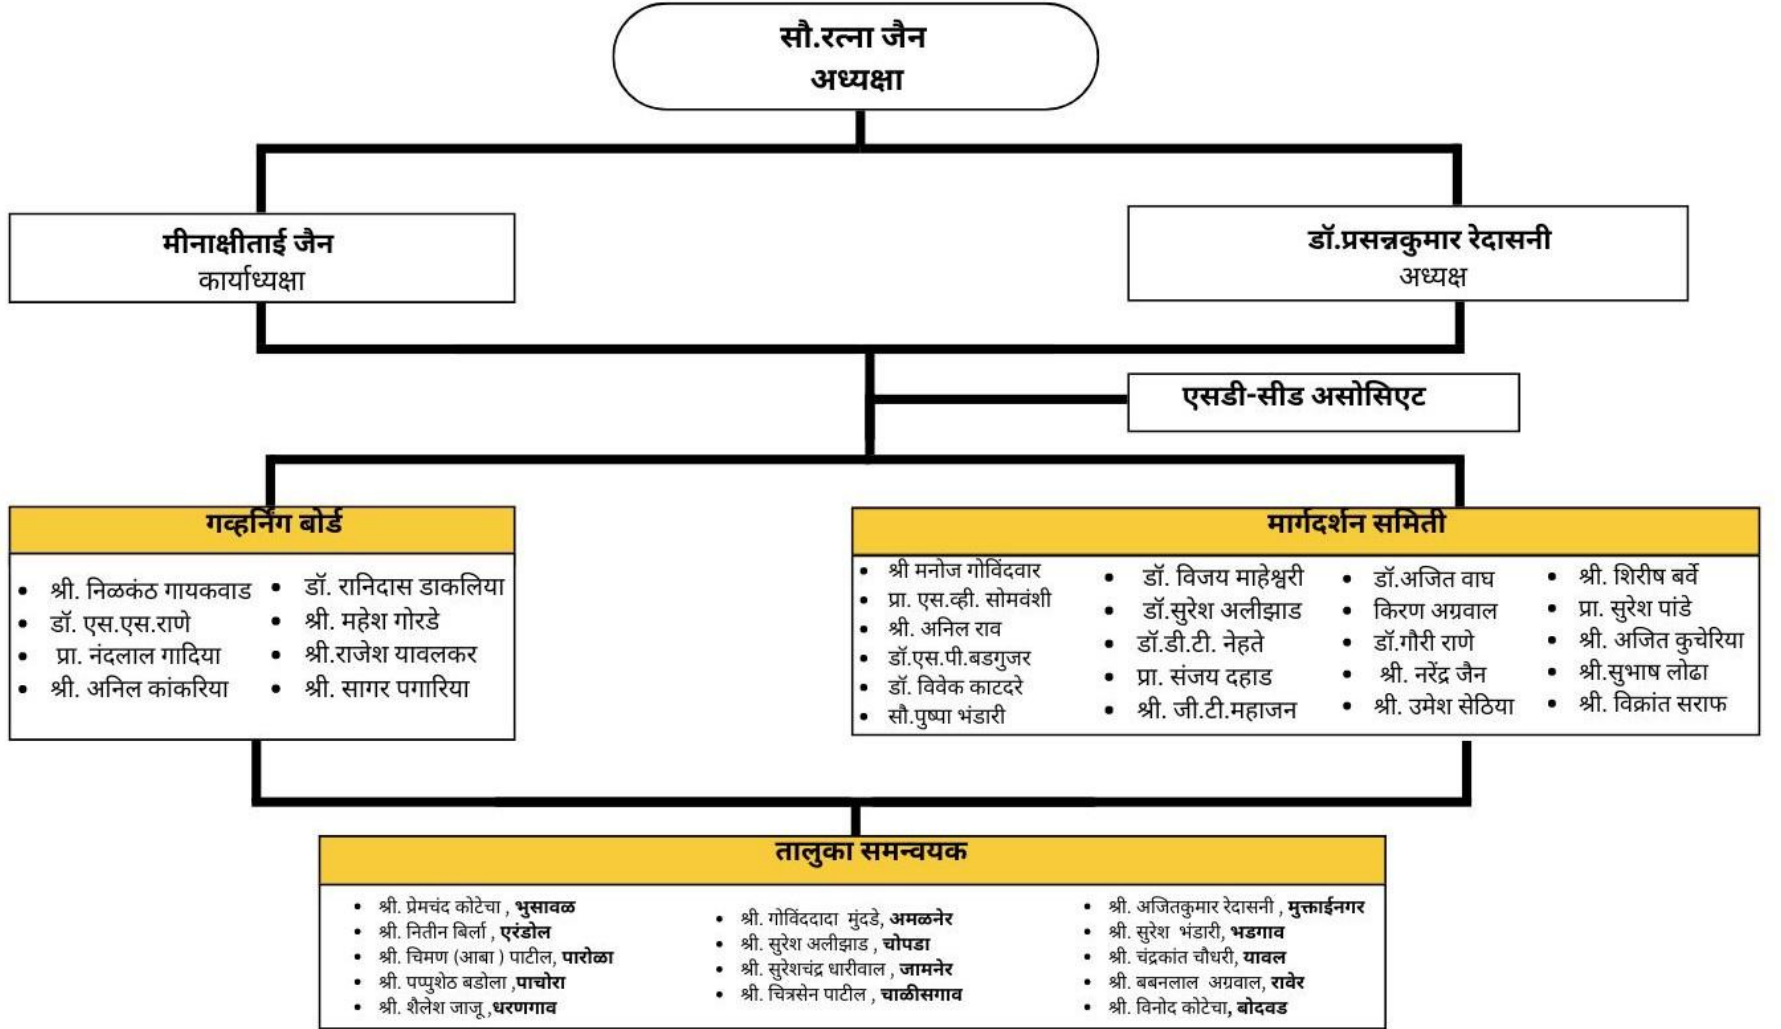 सौ.रत्ना जैन
अध्यक्षा
मीनाक्षीताई जैन
कार्याध्यक्षा
डॉ.प्रसन्नकुमार रेदासनी
अध्यक्ष
एसडी-सीड असोसिएट
गव्हर्निंग बोर्ड
श्री. निळकंठ गायकवाड
डॉ. एस.एस.राणे
प्रा. नंदलाल गादिया
श्री. अनिल कांकरिया
डॉ. रानिदास डाकलिया
श्री. महेश गोरडे
श्री.राजेश यावलकर
श्री. सागर पगारिया
मार्गदर्शन समिती
श्री मनोज गोविंदवार
प्रा. एस.व्ही. सोमवंशी
श्री. अनिल राव
डॉ.एस.पी.बडगुजर
डॉ. विवेक काटदरे
सौ.पुष्पा भंडारी
डॉ. विजय माहेश्वरी
डॉ.सुरेश अलीझाड
डॉ.डी.टी. नेहते
प्रा. संजय दहाड
श्री. जी.टी.महाजन
डॉ.अजित वाघ
किरण अग्रवाल
डॉ.गौरी राणे
श्री. नरेंद्र जैन
श्री. उमेश सेठिया
श्री. शिरीष बर्वे
प्रा. सुरेश पांडे
श्री. अजित कुचेरिया
श्री.सुभाष लोढा
श्री. विक्रांत सराफ
तालुका समन्वयक
श्री. प्रेमचंद कोटेचा , भुसावळ
श्री. नितीन बिर्ला , एरंडोल
श्री. चिमण (आबा ) पाटील, पारोळा
श्री. पप्पुशेठ बडोला ,पाचोरा
श्री. शैलेश जाजू ,धरणगाव
श्री. गोविंददादा मुंदडे, अमळनेर
श्री. सुरेश अलीझाड , चोपडा
श्री. सुरेशचंद्र धारीवाल , जामनेर
श्री. चित्रसेन पाटील , चाळीसगाव
श्री. अजितकुमार रेदासनी , मुक्ताईनगर
श्री. सुरेश भंडारी, भडगाव
श्री. चंद्रकांत चौधरी, यावल
श्री. बबनलाल अग्रवाल, रावेर
श्री. विनोद कोटेचा, बोदवड